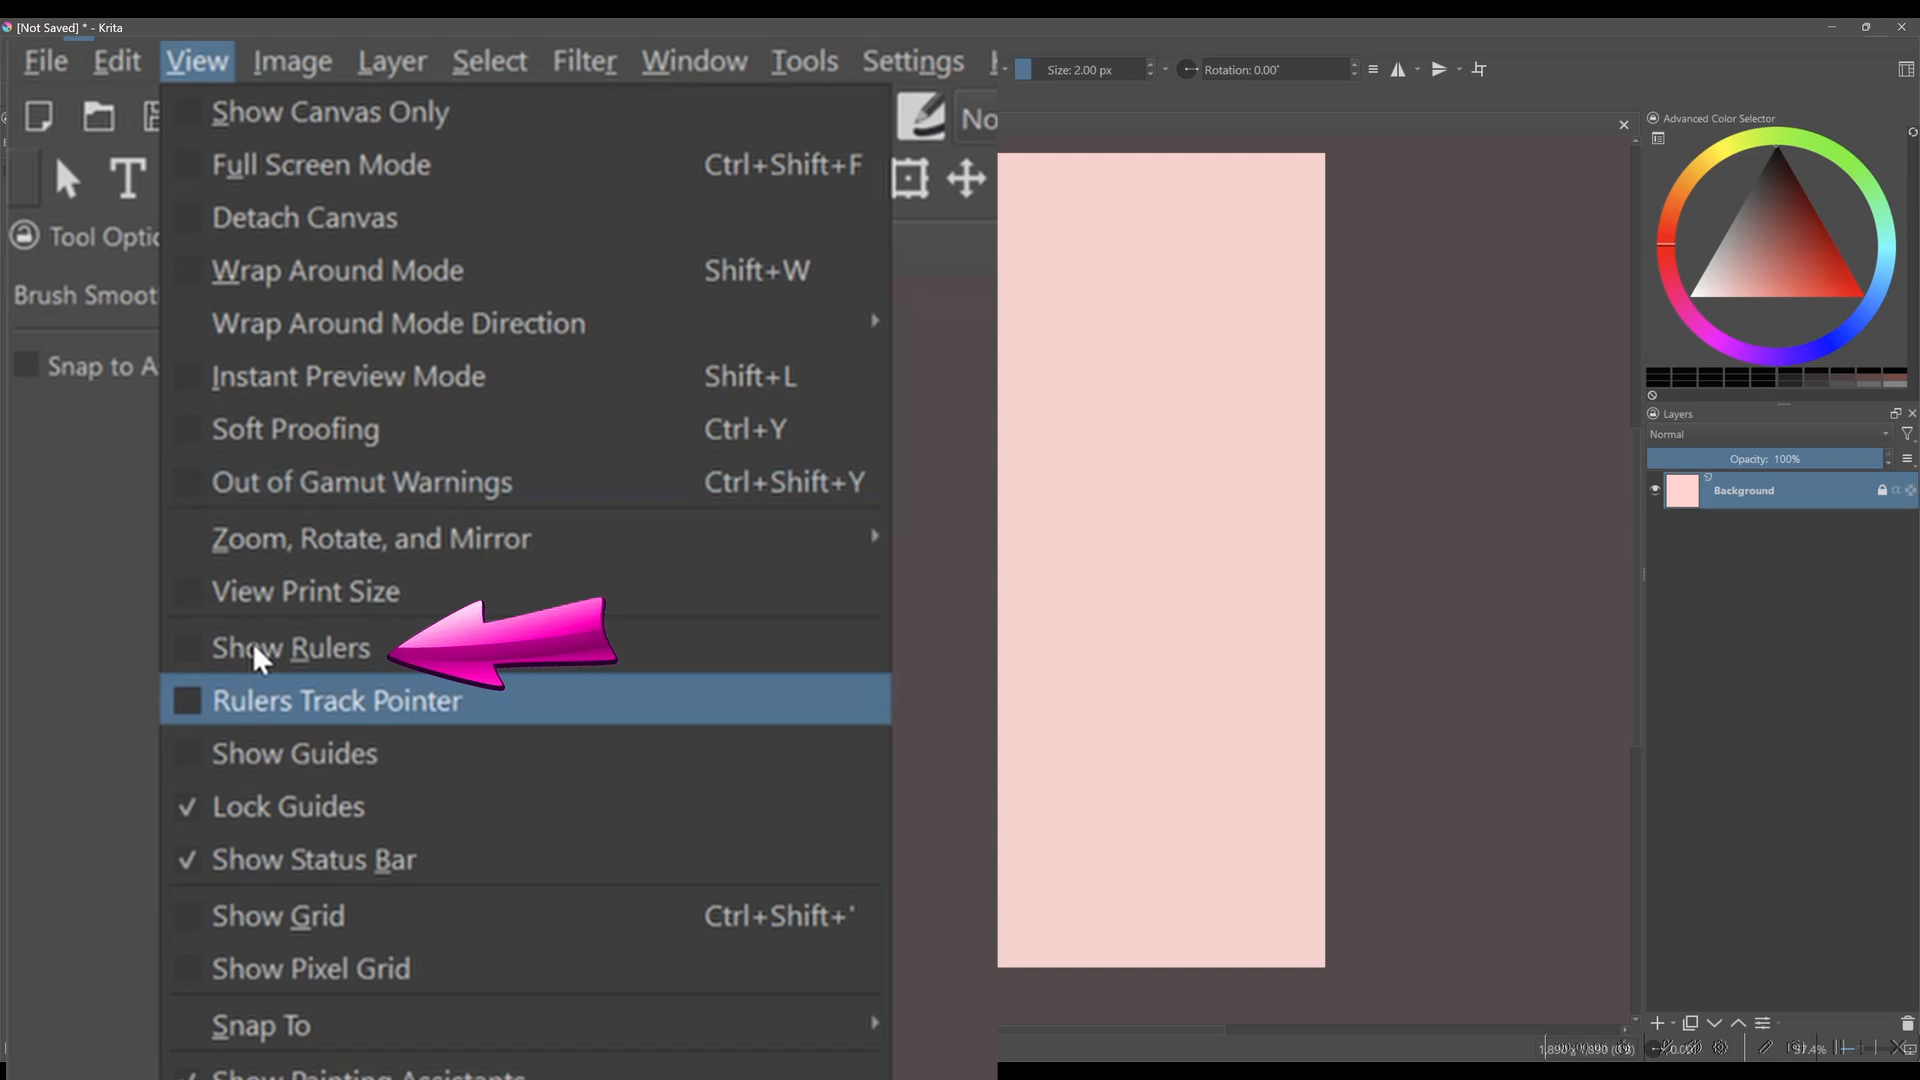 [Not Saved] * - Krita
File Edit View Image Layer Select Filter Window Tools Settings
Size: 2.00 px
Rotation: 0.00°
Show Canvas Only
Full Screen Mode Ctrl+Shift+F
Detach Canvas
Wrap Around Mode Shift+W
Wrap Around Mode Direction
Instant Preview Mode Shift+L
Soft Proofing Ctrl+Y
Out of Gamut Warnings Ctrl+Shift+Y
Zoom, Rotate, and Mirror
View Print Size
Show Rulers
Rulers Track Pointer
Show Guides
Lock Guides
Show Status Bar
Show Grid Ctrl+Shift+'
Show Pixel Grid
Snap To
Show Painting Assistants
T
No
Tool Optio
Brush Smoot
Snap to A
Advanced Color Selector
Layers
Normal
Opacity: 100%
Background